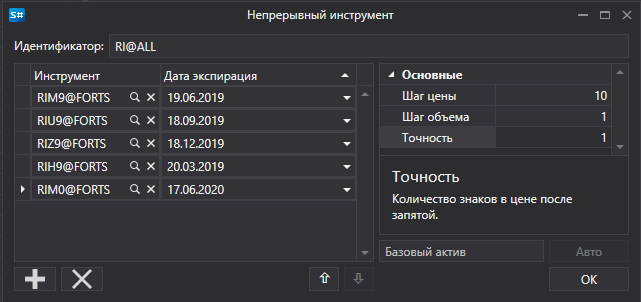 S#
Непрерывный инструмент
Идентификатор: RI@ALL
Инструмент Дата экспирация
RIM9@FORTS 19.06.2019
RIU9@FORTS 18.09.2019
RIZ9@FORTS 18.12.2019
RIH9@FORTS 20.03.2019
RIM0@FORTS 17.06.2020
Основные
Шаг цены 10
Шаг объема 1
Точность 1
Точность
Количество знаков в цене после
запятой.
Базовый актив Авто
OK